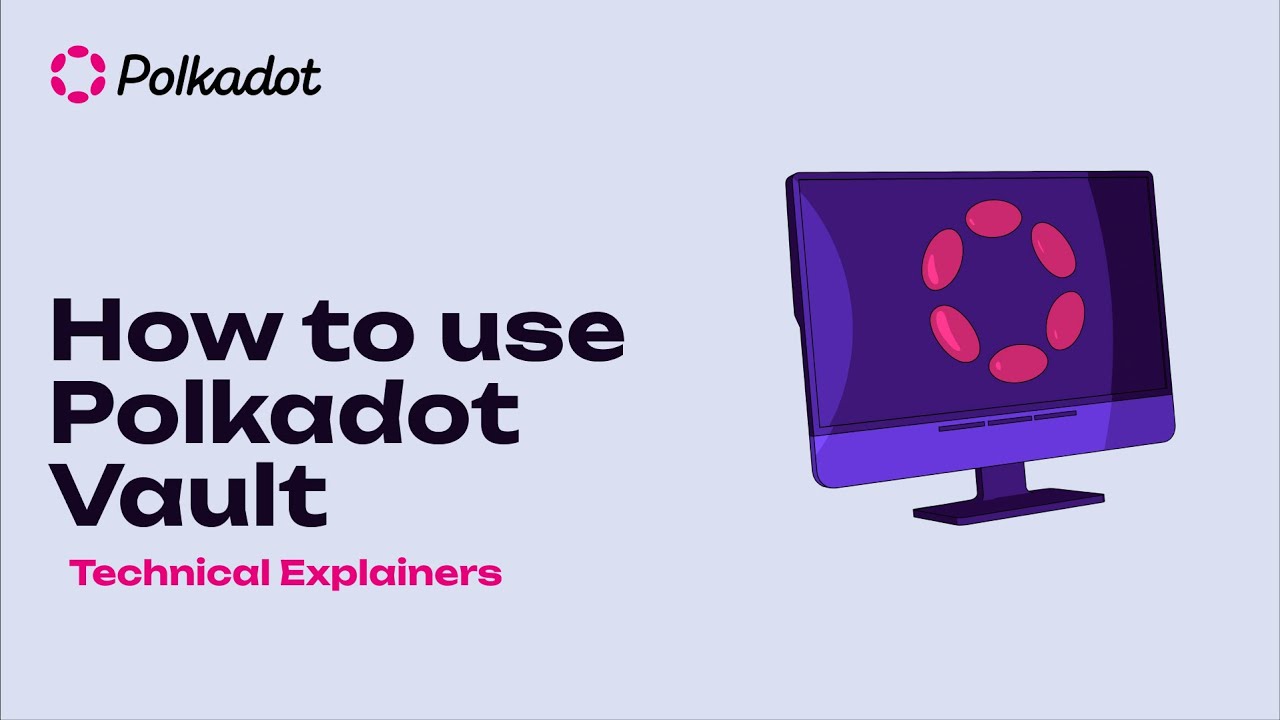 Polkadot
How to use
Polkadot
Vault
Technical Explainers